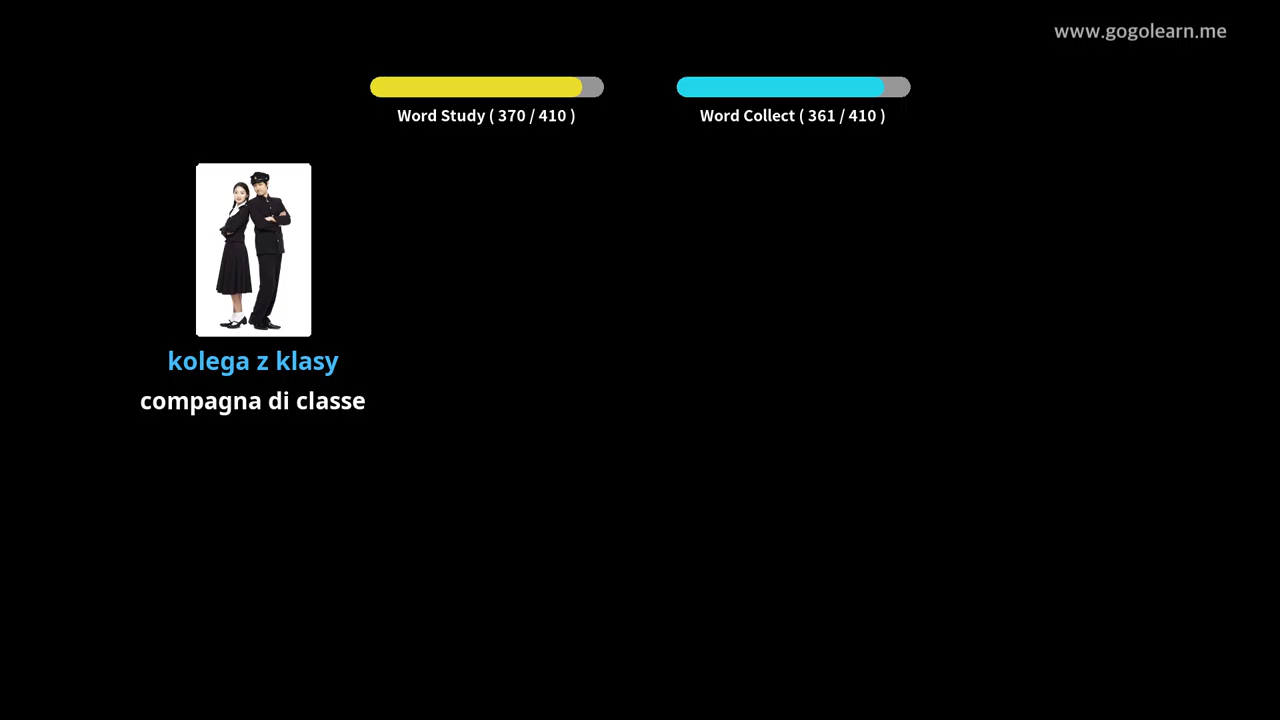 www.gogolearn.me
Word Study ( 370 / 410 )
Word Collect ( 361 / 410 )
kolega z klasy
compagna di classe